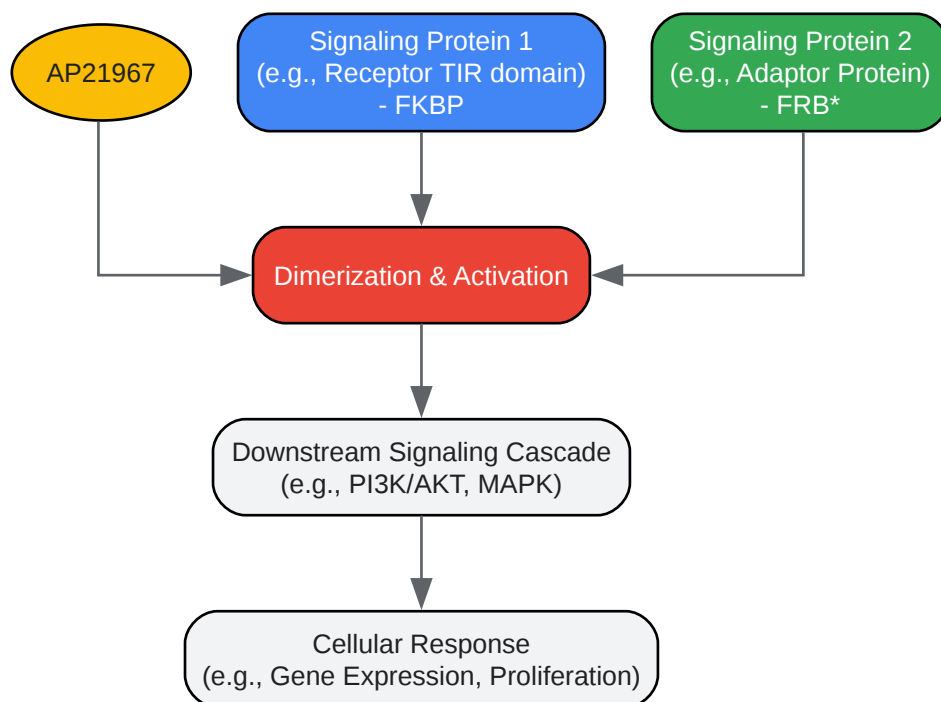 AP21967
Signaling Protein 1
(e.g., Receptor TIR domain)
- FKBP
Signaling Protein 2
(e.g., Adaptor Protein)
- FRB*
Dimerization & Activation
Downstream Signaling Cascade
(e.g., PI3K/AKT, MAPK)
Cellular Response
(e.g., Gene Expression, Proliferation)